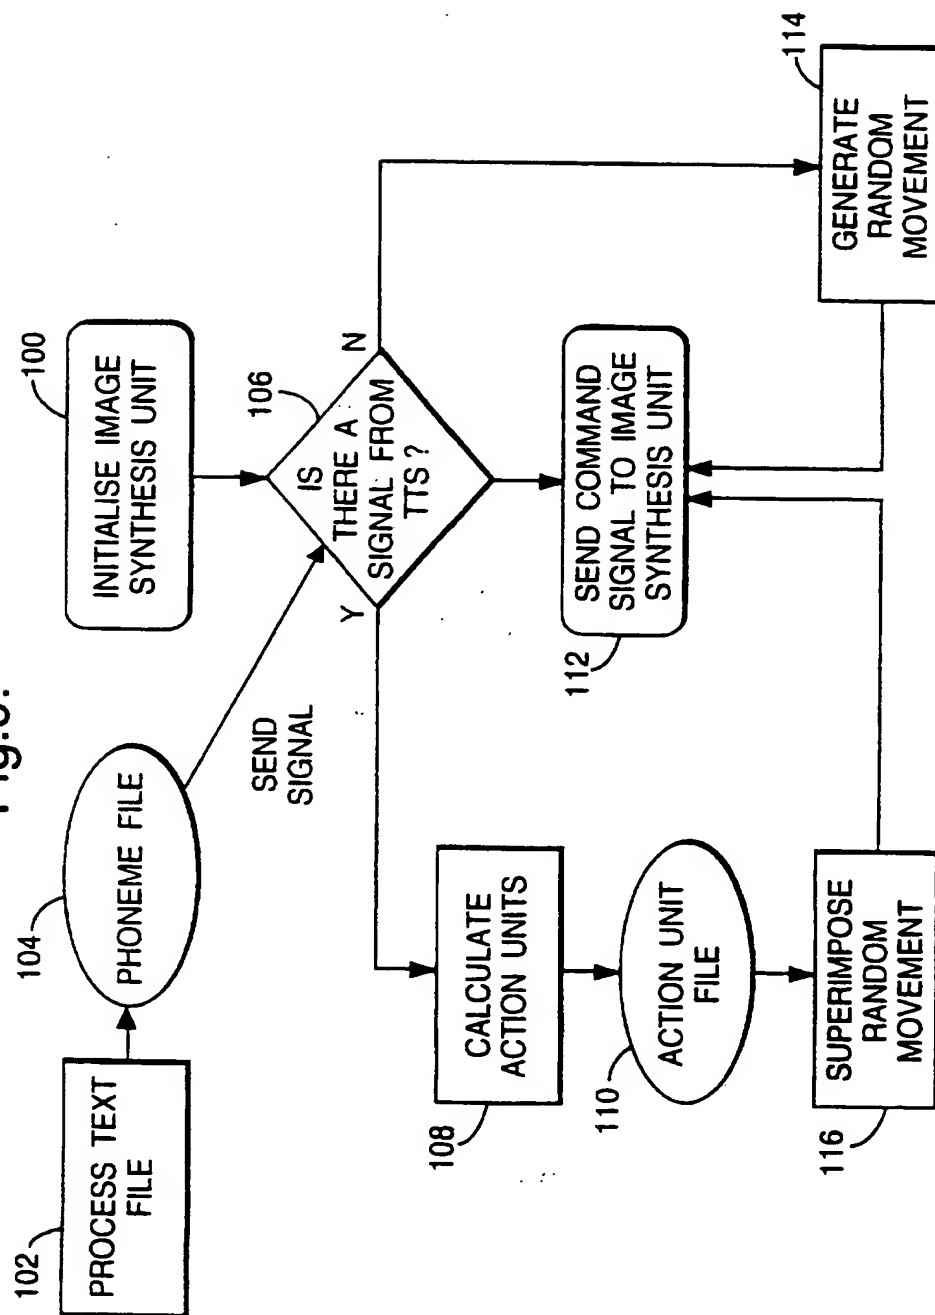 100
INITIALISE IMAGE
SYNTHESIS UNIT
102
PROCESS TEXT
FILE
104
PHONEME FILE
SEND
SIGNAL
106
IS
THERE A
SIGNAL FROM
TTS?
Y
N
108
CALCULATE
ACTION UNITS
110
ACTION UNIT
FILE
112
SEND COMMAND
SIGNAL TO IMAGE
SYNTHESIS UNIT
114
GENERATE
RANDOM
MOVEMENT
116
SUPERIMPOSE
RANDOM
MOVEMENT